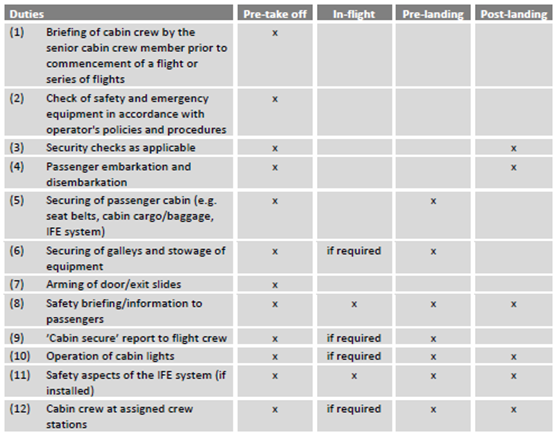 Duties Pre-take off In-flight Pre-landing Post-landing
(1) Briefing of cabin crew by the x
senior cabin crew member prior to
commencement of a flight or
series of flights
(2) Check of safety and emergency x
equipment in accordance with
operator's policies and procedures
(3) Security checks as applicable x x
(4) Passenger embarkation and x x
disembarkation
(5) Securing of passenger cabin (e.g. x x
seat belts, cabin cargo/baggage,
IFE system)
(6) Securing of galleys and stowage of x if required x
equipment
(7) Arming of door/exit slides x
(8) Safety briefing/information to x x x x
passengers
(9) ‘Cabin secure’ report to flight crew x if required x
(10) Operation of cabin lights x if required x x
(11) Safety aspects of the IFE system (if x x x x
installed)
(12) Cabin crew at assigned crew x if required x x
stations